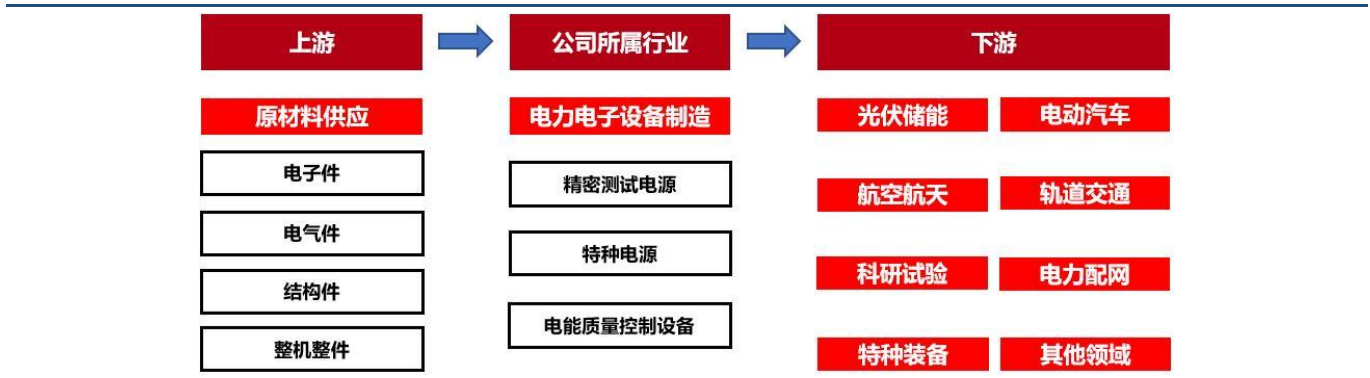 上游
公司所属行业
下游
原材料供应
电力电子设备制造
光伏储能
电动汽车
电子件
精密测试电源
航空航天
轨道交通
电气件
特种电源
结构件
科研试验
电力配网
电能质量控制设备
整机整件
特种装备
其他领域